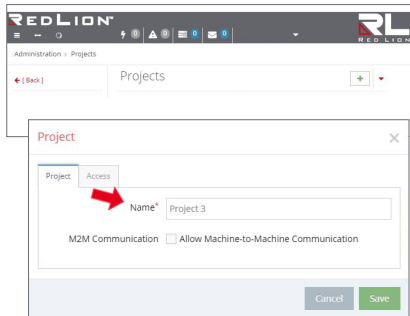 REDLION
0 0 0 0
RED LION
Administration › Projects
[ Back ]
Projects
Project
Project Access
Name* Project 3
M2M Communication Allow Machine-to-Machine Communication
Cancel Save